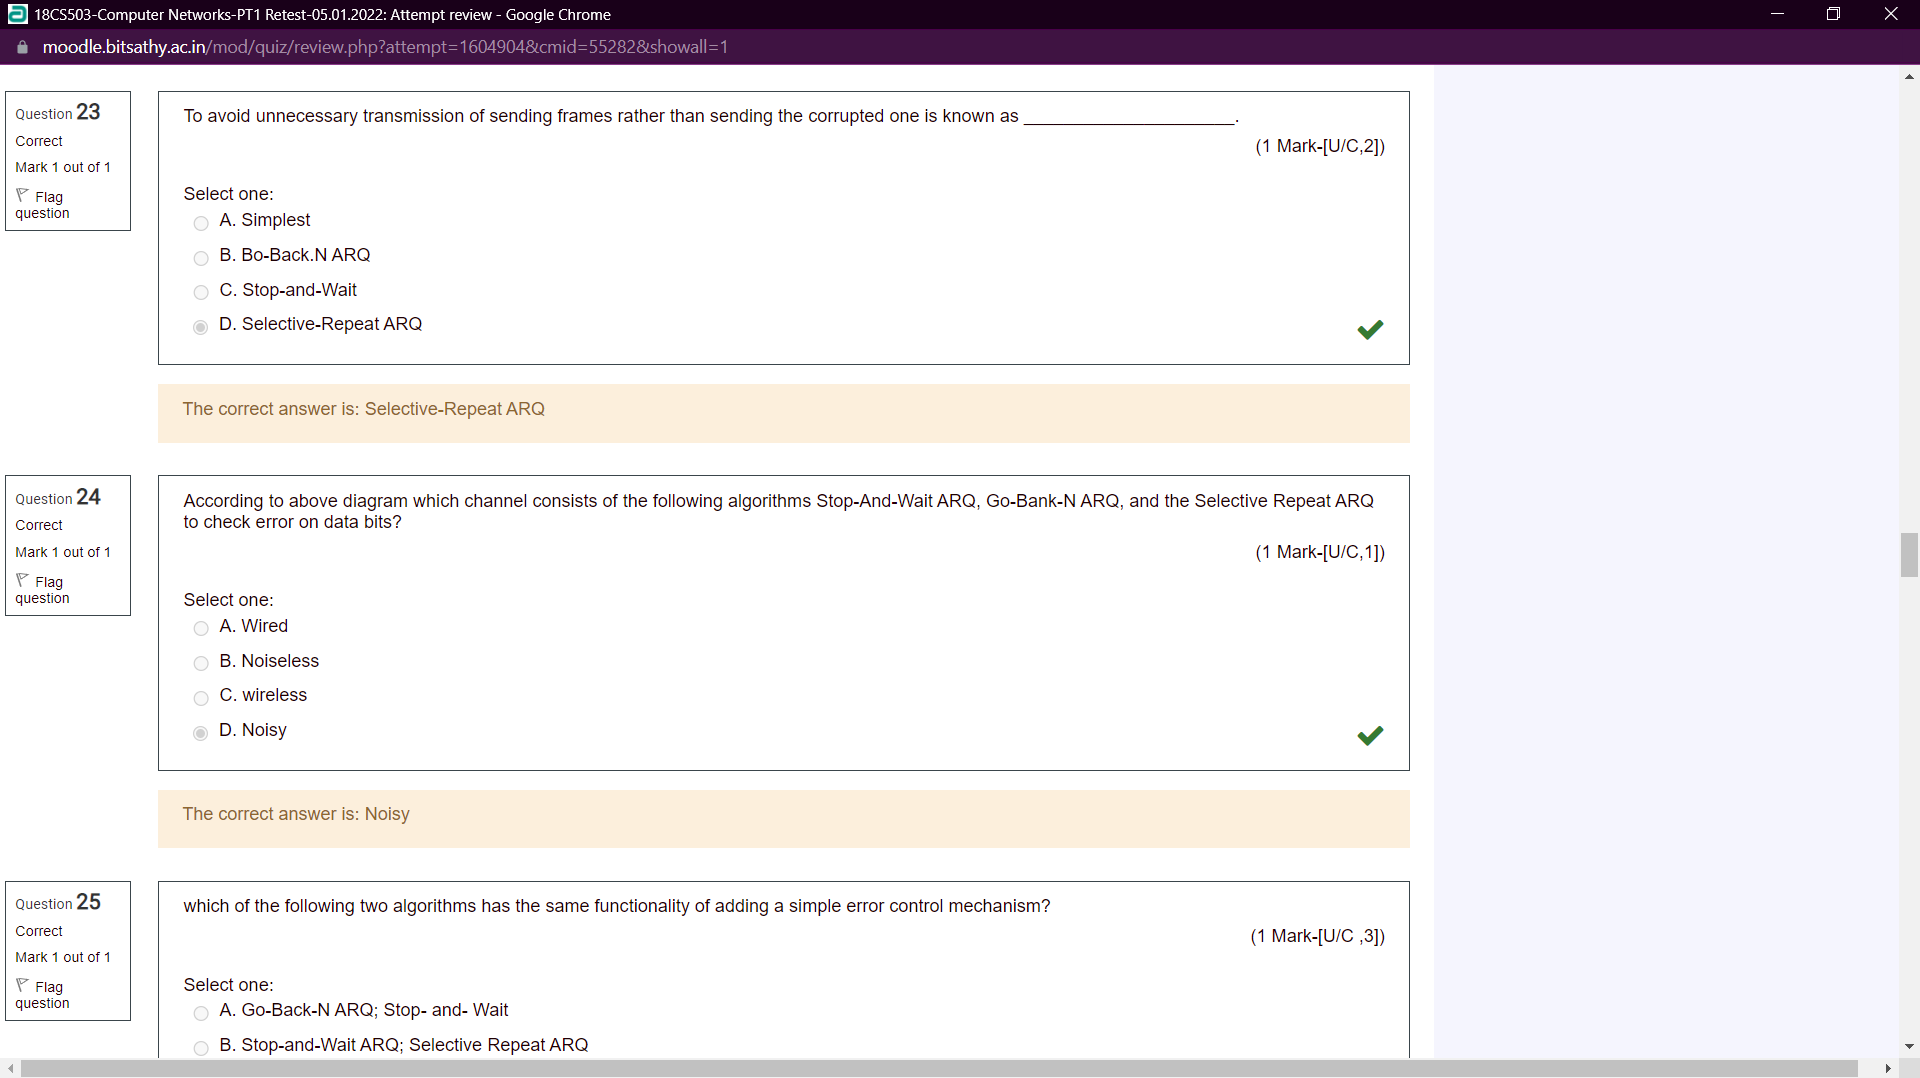 18CS503-Computer Networks-PT1 Retest-05.01.2022: Attempt review - Google Chrome
moodle.bitsathy.ac.in/mod/quiz/review.php?attempt=1604904&cmid=55282&showall=1
Question 23
Correct
Mark 1 out of 1
Flag
question
To avoid unnecessary transmission of sending frames rather than sending the corrupted one is known as _____________________.
(1 Mark-[U/C,2])
Select one:
A. Simplest
B. Bo-Back.N ARQ
C. Stop-and-Wait
D. Selective-Repeat ARQ
The correct answer is: Selective-Repeat ARQ
Question 24
Correct
Mark 1 out of 1
Flag
question
According to above diagram which channel consists of the following algorithms Stop-And-Wait ARQ, Go-Bank-N ARQ, and the Selective Repeat ARQ
to check error on data bits?
(1 Mark-[U/C,1])
Select one:
A. Wired
B. Noiseless
C. wireless
D. Noisy
The correct answer is: Noisy
Question 25
Correct
Mark 1 out of 1
Flag
question
which of the following two algorithms has the same functionality of adding a simple error control mechanism?
(1 Mark-[U/C ,3])
Select one:
A. Go-Back-N ARQ; Stop- and- Wait
B. Stop-and-Wait ARQ; Selective Repeat ARQ